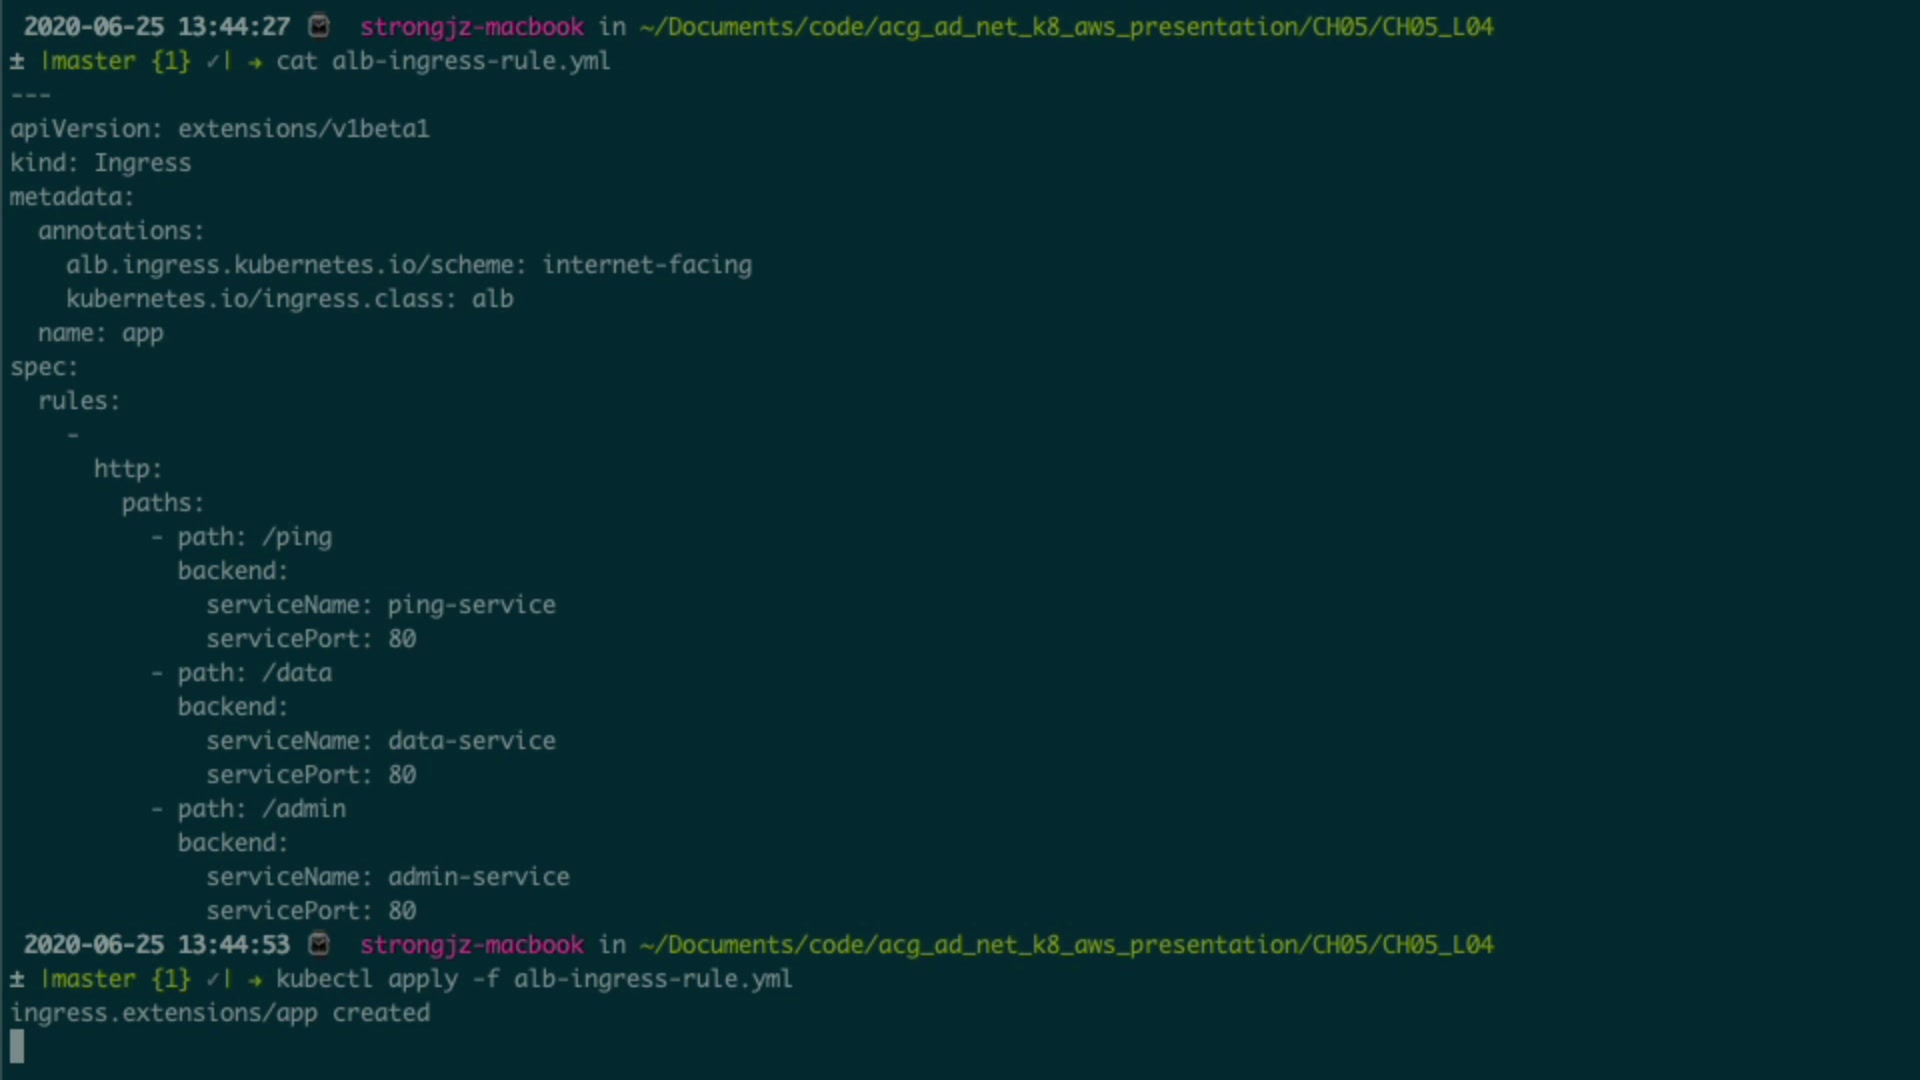 2020-06-25 13:44:27 strongjz-macbook in ~/Documents/code/acg_ad_net_k8_aws_presentation/CH05/CH05_L04
± |master {1} ✓| → cat alb-ingress-rule.yml
---
apiVersion: extensions/v1beta1
kind: Ingress
metadata:
  annotations:
    alb.ingress.kubernetes.io/scheme: internet-facing
    kubernetes.io/ingress.class: alb
  name: app
spec:
  rules:
    -
      http:
        paths:
          - path: /ping
            backend:
              serviceName: ping-service
              servicePort: 80
          - path: /data
            backend:
              serviceName: data-service
              servicePort: 80
          - path: /admin
            backend:
              serviceName: admin-service
              servicePort: 80
2020-06-25 13:44:53 strongjz-macbook in ~/Documents/code/acg_ad_net_k8_aws_presentation/CH05/CH05_L04
± |master {1} ✓| → kubectl apply -f alb-ingress-rule.yml
ingress.extensions/app created